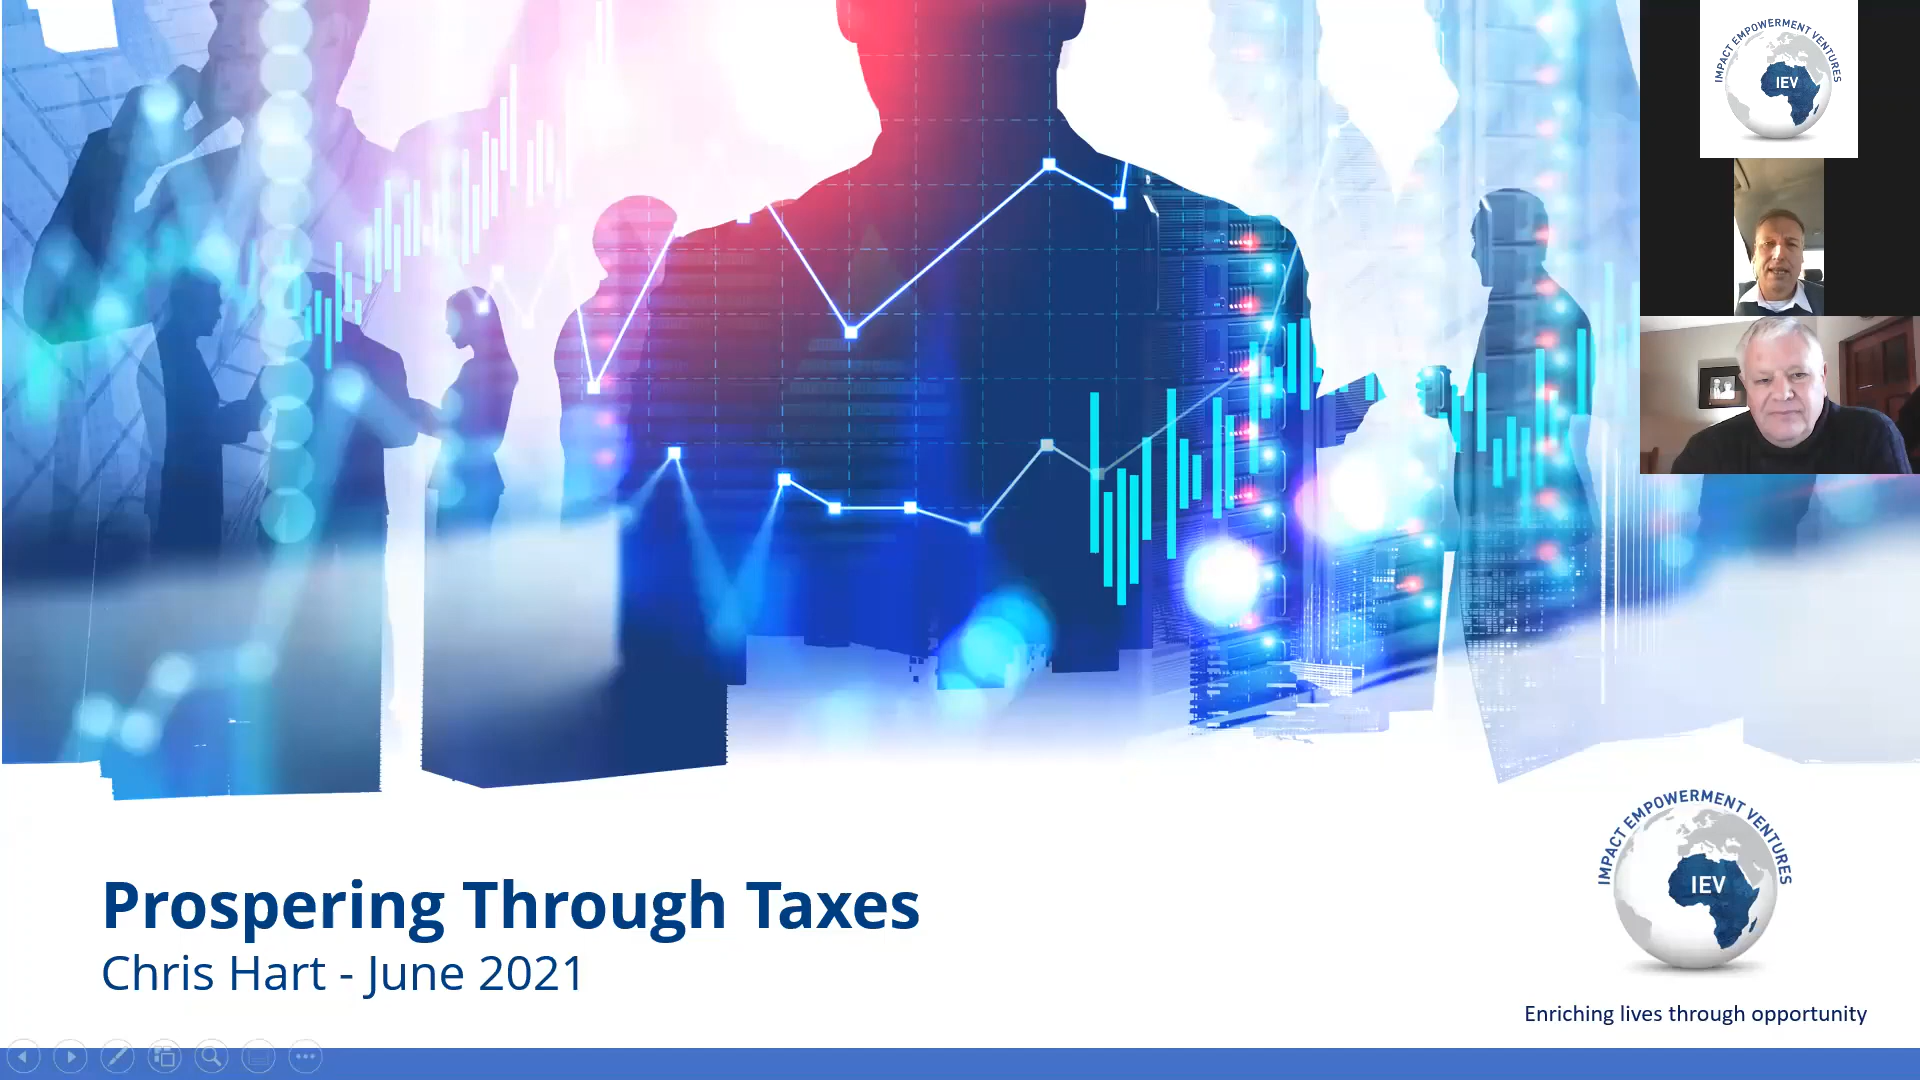 IMPACT EMPOWERMENT VENTURES
IEV
Prospering Through Taxes
Chris Hart - June 2021
IMPACT EMPOWERMENT VENTURES
IEV
Enriching lives through opportunity